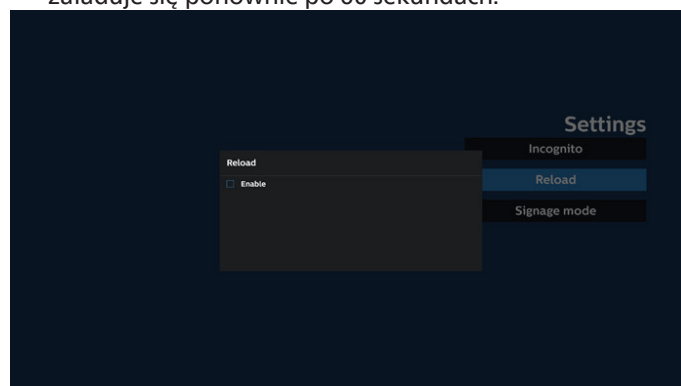 załaduje się ponownie po 60 sekundach.
Settings
Incognito
Reload
Signage mode
Reload
Enable